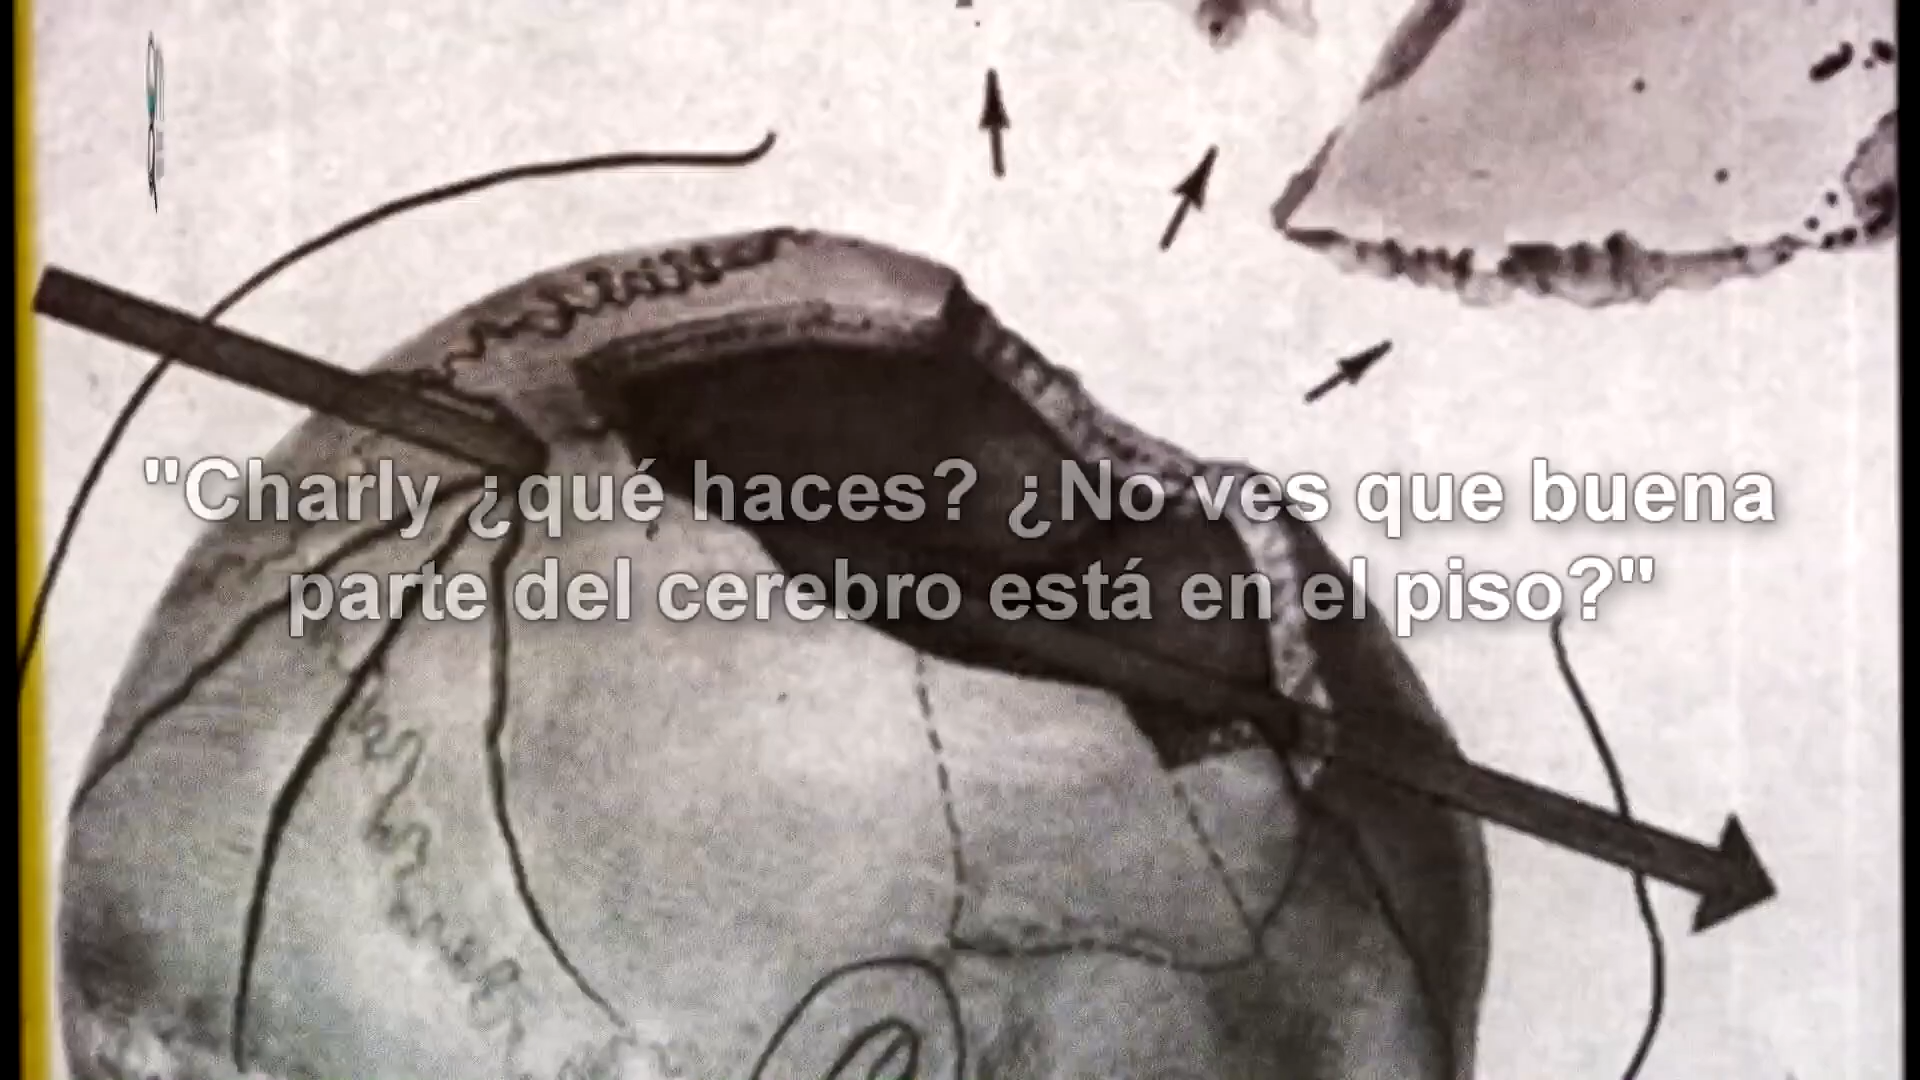 "Charly ¿qué haces? ¿No ves que buena
parte del cerebro está en el piso?"